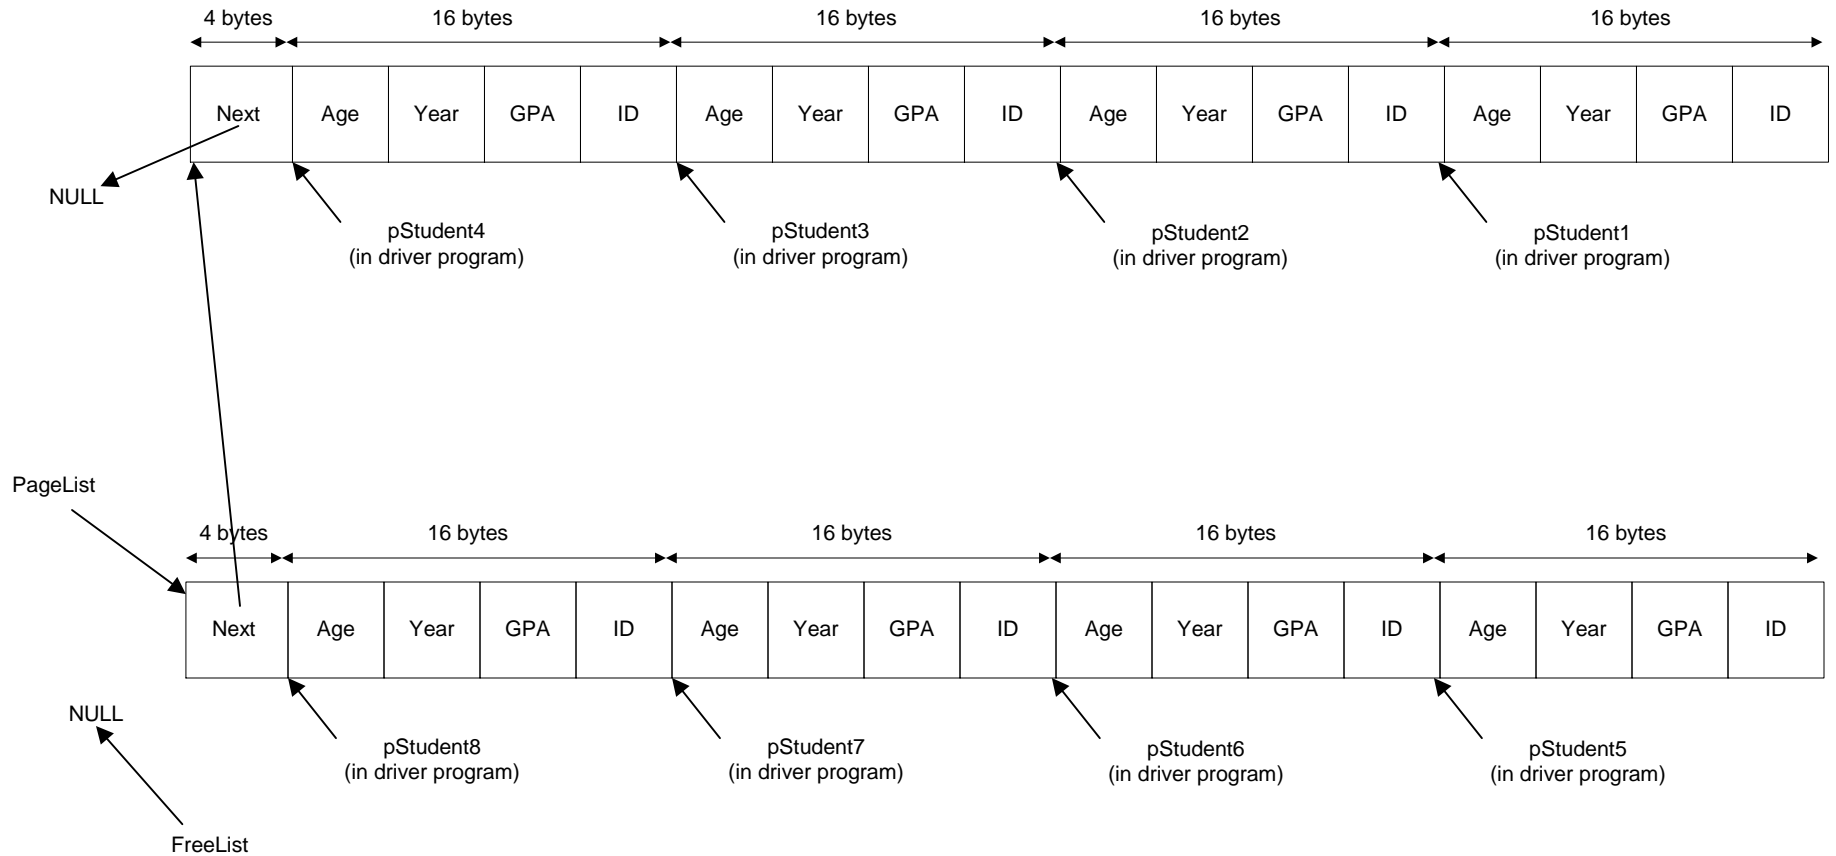 4 bytes 16 bytes 16 bytes 16 bytes 16 bytes
Next Age Year GPA ID Age Year GPA ID Age Year GPA ID Age Year GPA ID
NULL
pStudent4 pStudent3 pStudent2 pStudent1
(in driver program) (in driver program) (in driver program) (in driver program)
PageList
4 bytes 16 bytes 16 bytes 16 bytes 16 bytes
Next Age Year GPA ID Age Year GPA ID Age Year GPA ID Age Year GPA ID
NULL
pStudent8 pStudent7 pStudent6 pStudent5
(in driver program) (in driver program) (in driver program) (in driver program)
FreeList